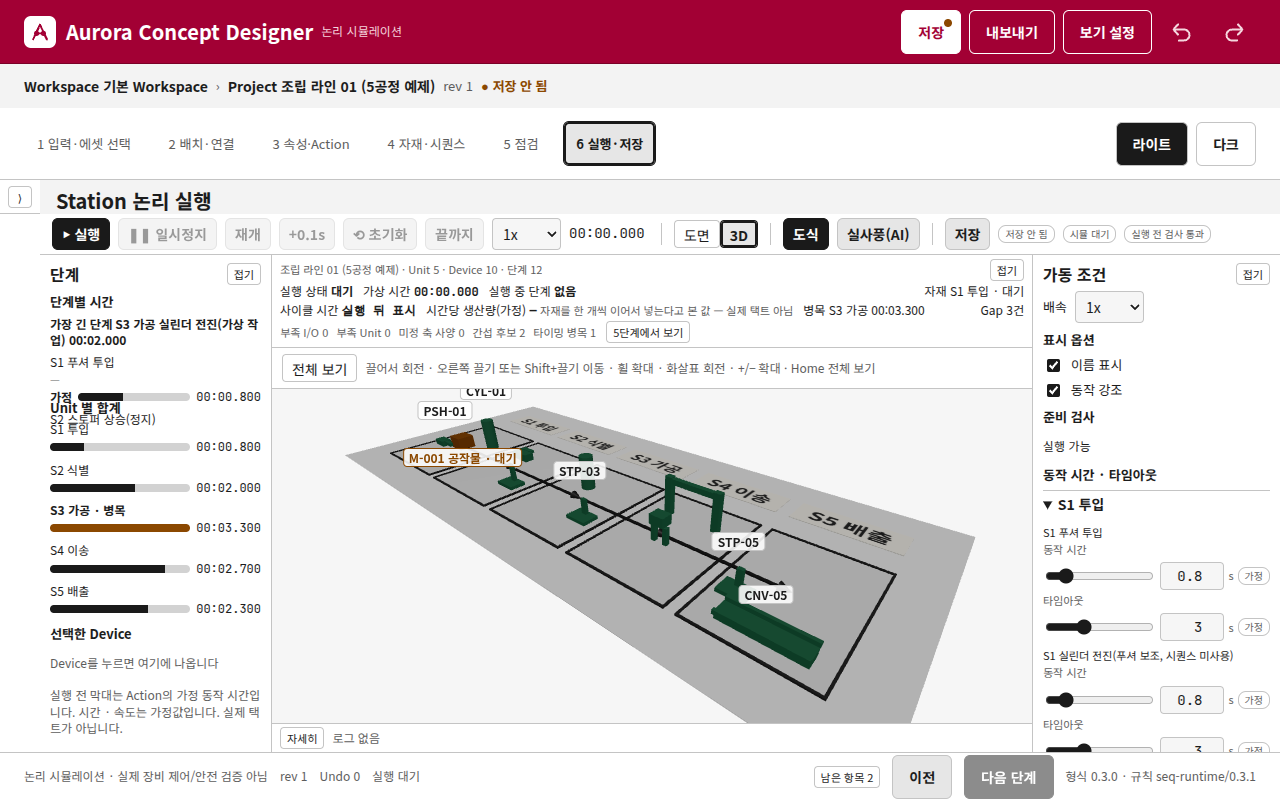 Aurora Concept Designer 논리 시뮬레이션
저장 내보내기 보기 설정
Workspace 기본 Workspace › Project 조립 라인 01 (5공정 예제) rev 1 ● 저장 안 됨
1 입력·에셋 선택 2 배치·연결 3 속성·Action 4 자재·시퀀스 5 점검 6 실행·저장 라이트 다크
Station 논리 실행
▸ 실행 ❚❚ 일시정지 재개 +0.1s ⟲ 초기화 끝까지 1x 00:00.000 도면 3D 도식 실사풍(AI) 저장 저장 안 됨 시뮬 대기 실행 전 검사 통과
단계 접기
단계별 시간
가장 긴 단계 S3 가공 실린더 전진(가상 작
업) 00:02.000
S1 푸셔 투입
—
가정 00:00.800
Unit 별 합계
S2 스토퍼 상승(정지)
S1 투입
00:00.800
S2 식별
00:02.000
S3 가공 · 병목
00:03.300
S4 이송
00:02.700
S5 배출
00:02.300
선택한 Device
Device를 누르면 여기에 나옵니다
실행 전 막대는 Action의 가정 동작 시간입
니다. 시간 · 속도는 가정값입니다. 실제 택
트가 아닙니다.
조립 라인 01 (5공정 예제) · Unit 5 · Device 10 · 단계 12 접기
실행 상태 대기 가상 시간 00:00.000 실행 중 단계 없음 자재 S1 투입 · 대기
사이클 시간 실행 뒤 표시 시간당 생산량(가정) — 자재를 한 개씩 이어서 넣는다고 본 값 — 실제 택트 아님 병목 S3 가공 00:03.300 Gap 3건
부족 I/O 0 부족 Unit 0 미정 축 사양 0 간섭 후보 2 타이밍 병목 1 5단계에서 보기
전체 보기 끌어서 회전 · 오른쪽 끌기 또는 Shift+끌기 이동 · 휠 확대 · 화살표 회전 · +/− 확대 · Home 전체 보기
CYL-01
PSH-01
M-001 공작물 · 대기
STP-03
STP-05
CNV-05
S1 투입
S2 식별
S3 가공
S4 이송
S5 배출
자세히 로그 없음
가동 조건 접기
배속 1x
표시 옵션
이름 표시
동작 강조
준비 검사
실행 가능
동작 시간 · 타임아웃
▼ S1 투입
S1 푸셔 투입
동작 시간
0.8 s 가정
타임아웃
3 s 가정
S1 실린더 전진(푸셔 보조, 시퀀스 미사용)
동작 시간
0.8 s 가정
타임아웃
3 s 가정
논리 시뮬레이션 · 실제 장비 제어/안전 검증 아님 rev 1 Undo 0 실행 대기 남은 항목 2 이전 다음 단계 형식 0.3.0 · 규칙 seq-runtime/0.3.1